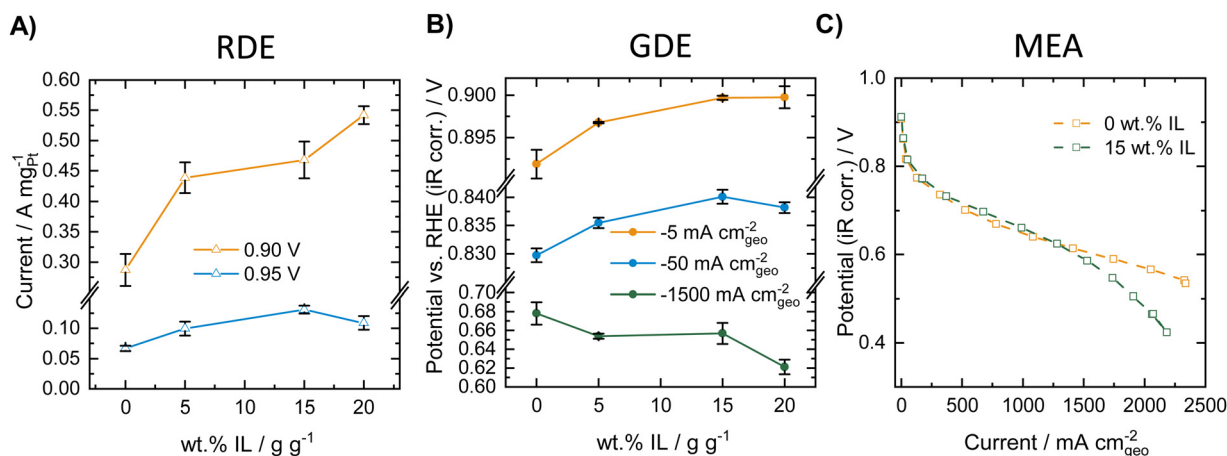 A)
RDE
Current / A mg⁻¹Pt
0.60
0.55
0.50
0.45
0.40
0.35
0.30
0.25
0.10
0.05
0.00
0.90 V
0.95 V
0
5
10
15
20
wt.% IL / g g⁻¹
B)
GDE
Potential vs. RHE (iR corr.) / V
0.900
0.895
0.840
0.835
0.830
0.70
0.68
0.66
0.64
0.62
0.60
-5 mA cm⁻²geo
-50 mA cm⁻²geo
-1500 mA cm⁻²geo
0
5
10
15
20
wt.% IL / g g⁻¹
C)
MEA
Potential (iR corr.) / V
1.0
0.8
0.6
0.4
0 wt.% IL
15 wt.% IL
0
500
1000
1500
2000
2500
Current / mA cm⁻²geo